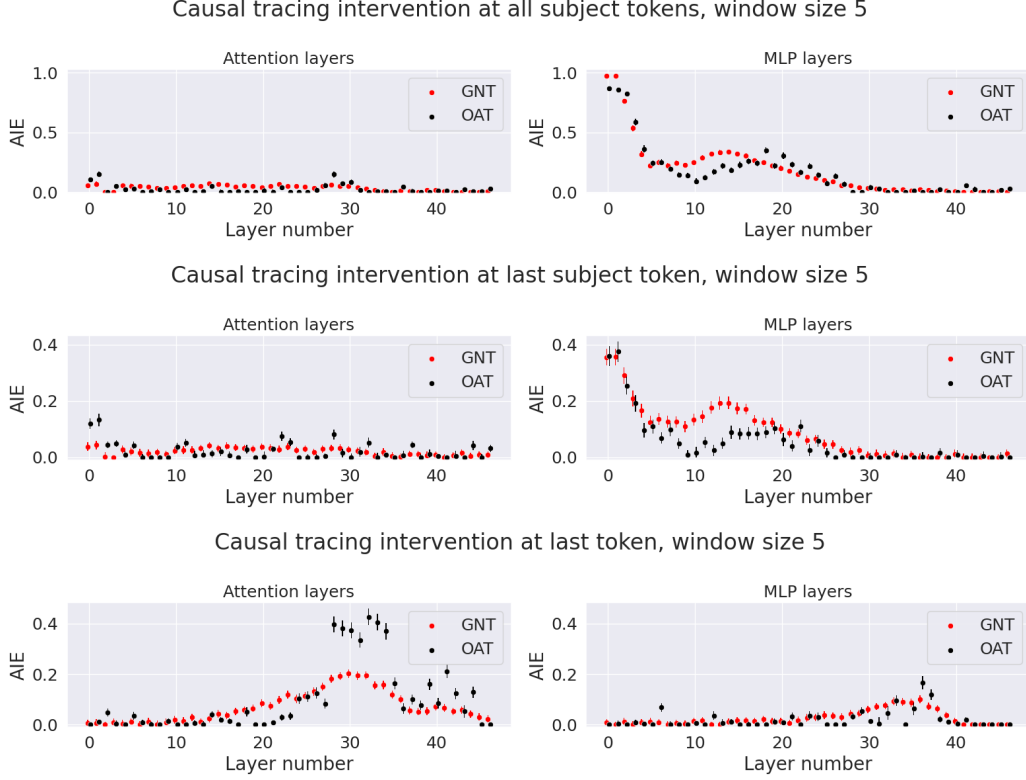 Causal tracing intervention at all subject tokens, window size 5
Attention layers
MLP layers
1.0
0.5
0.0
AIE
GNT
OAT
0 10 20 30 40
Layer number
1.0
0.5
0.0
AIE
GNT
OAT
0 10 20 30 40
Layer number
Causal tracing intervention at last subject token, window size 5
Attention layers
MLP layers
0.4
0.2
0.0
AIE
GNT
OAT
0 10 20 30 40
Layer number
0.4
0.2
0.0
AIE
GNT
OAT
0 10 20 30 40
Layer number
Causal tracing intervention at last token, window size 5
Attention layers
MLP layers
0.4
0.2
0.0
AIE
GNT
OAT
0 10 20 30 40
Layer number
0.4
0.2
0.0
AIE
GNT
OAT
0 10 20 30 40
Layer number